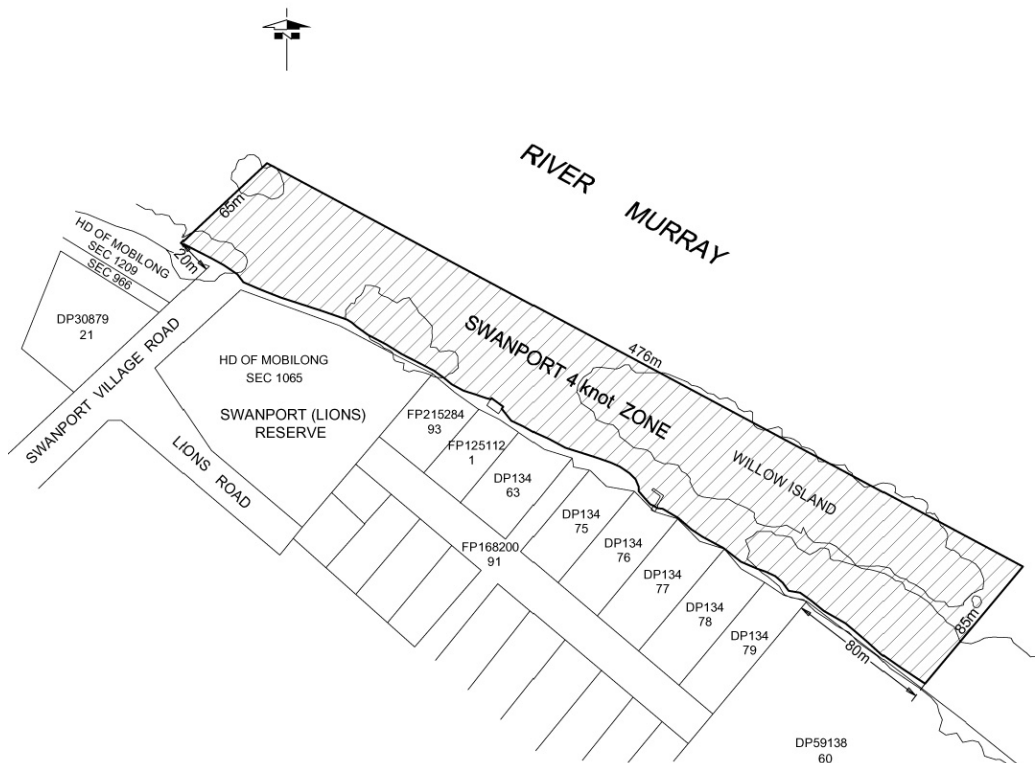 N
RIVER MURRAY
65m
HD OF MOBILONG
SEC 1209
SEC 966
20m
DP30879
21
SWANPORT VILLAGE ROAD
HD OF MOBILONG
SEC 1065
SWANPORT (LIONS)
RESERVE
LIONS ROAD
SWANPORT 4 knot ZONE
476m
WILLOW ISLAND
FP215284
93
FP125112
1
DP134
63
FP168200
91
DP134
75
DP134
76
DP134
77
DP134
78
DP134
79
80m
85m
DP59138
60